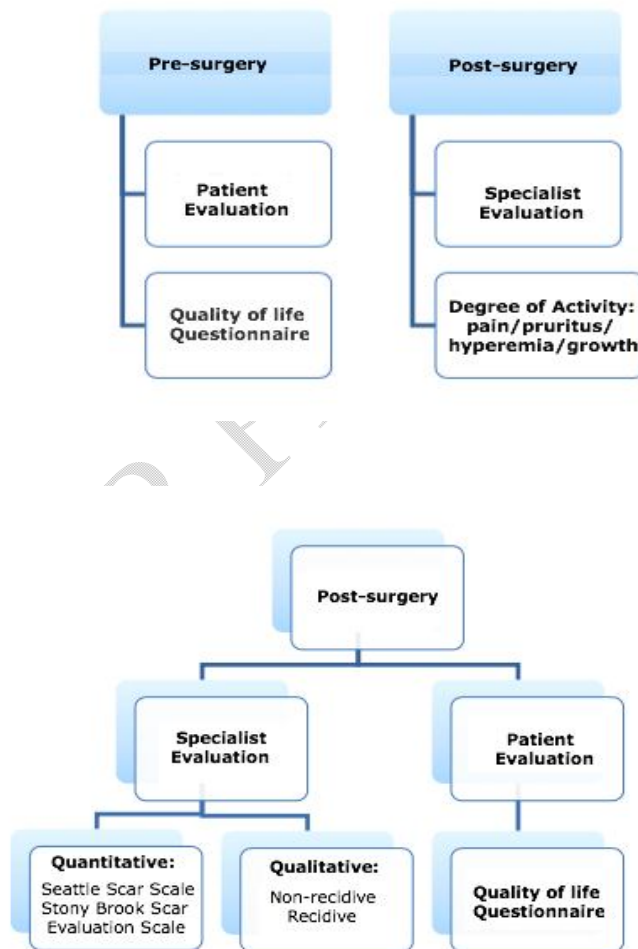 Pre-surgery
Patient
Evaluation
Quality of life
Questionnaire
Post-surgery
Specialist
Evaluation
Degree of Activity:
pain/pruritus/
hyperemia/growth
Post-surgery
Specialist
Evaluation
Patient
Evaluation
Quantitative:
Seattle Scar Scale
Stony Brook Scar
Evaluation Scale
Qualitative:
Non-recidive
Recidive
Quality of life
Questionnaire